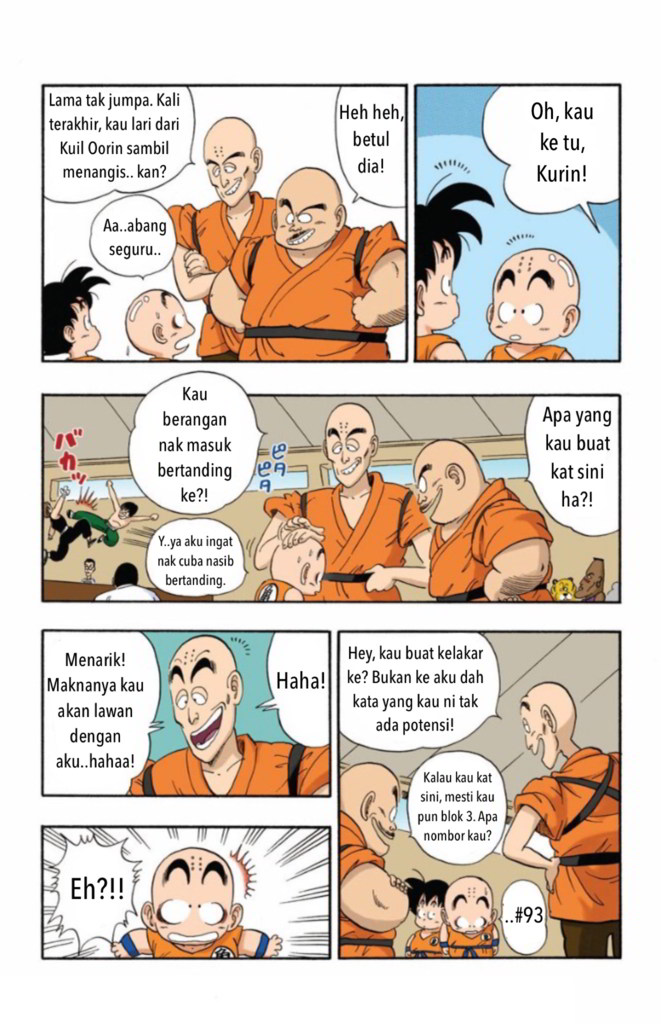 Oh, kau
ke tu,
Kurin!
Heh heh,
betul
dia!
Lama tak jumpa. Kali
terakhir, kau lari dari
Kuil Oorin sambil
menangis.. kan?
Aa..abang
seguru..
Apa yang
kau buat
kat sini
ha?!
ピタ
ピタ
Kau
berangan
nak masuk
bertanding
ke?!
Y..ya aku ingat
nak cuba nasib
bertanding.
バカッ
Hey, kau buat kelakar
ke? Bukan ke aku dah
kata yang kau ni tak
ada potensi!
Kalau kau kat
sini, mesti kau
pun blok 3. Apa
nombor kau?
..#93
Haha!
Menarik!
Maknanya kau
akan lawan
dengan
aku..hahaa!
Eh?!!